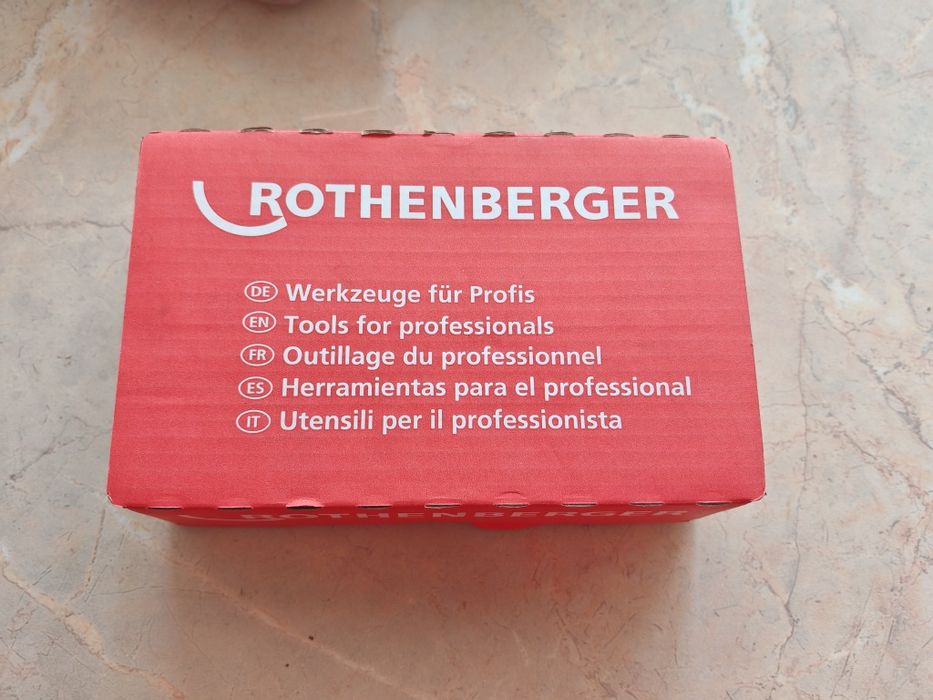 ROTHENBERGER
DE Werkzeuge für Profis
EN Tools for professionals
FR Outillage du professionnel
ES Herramientas para el professional
IT Utensili per il professionista
ROTHENBERGER